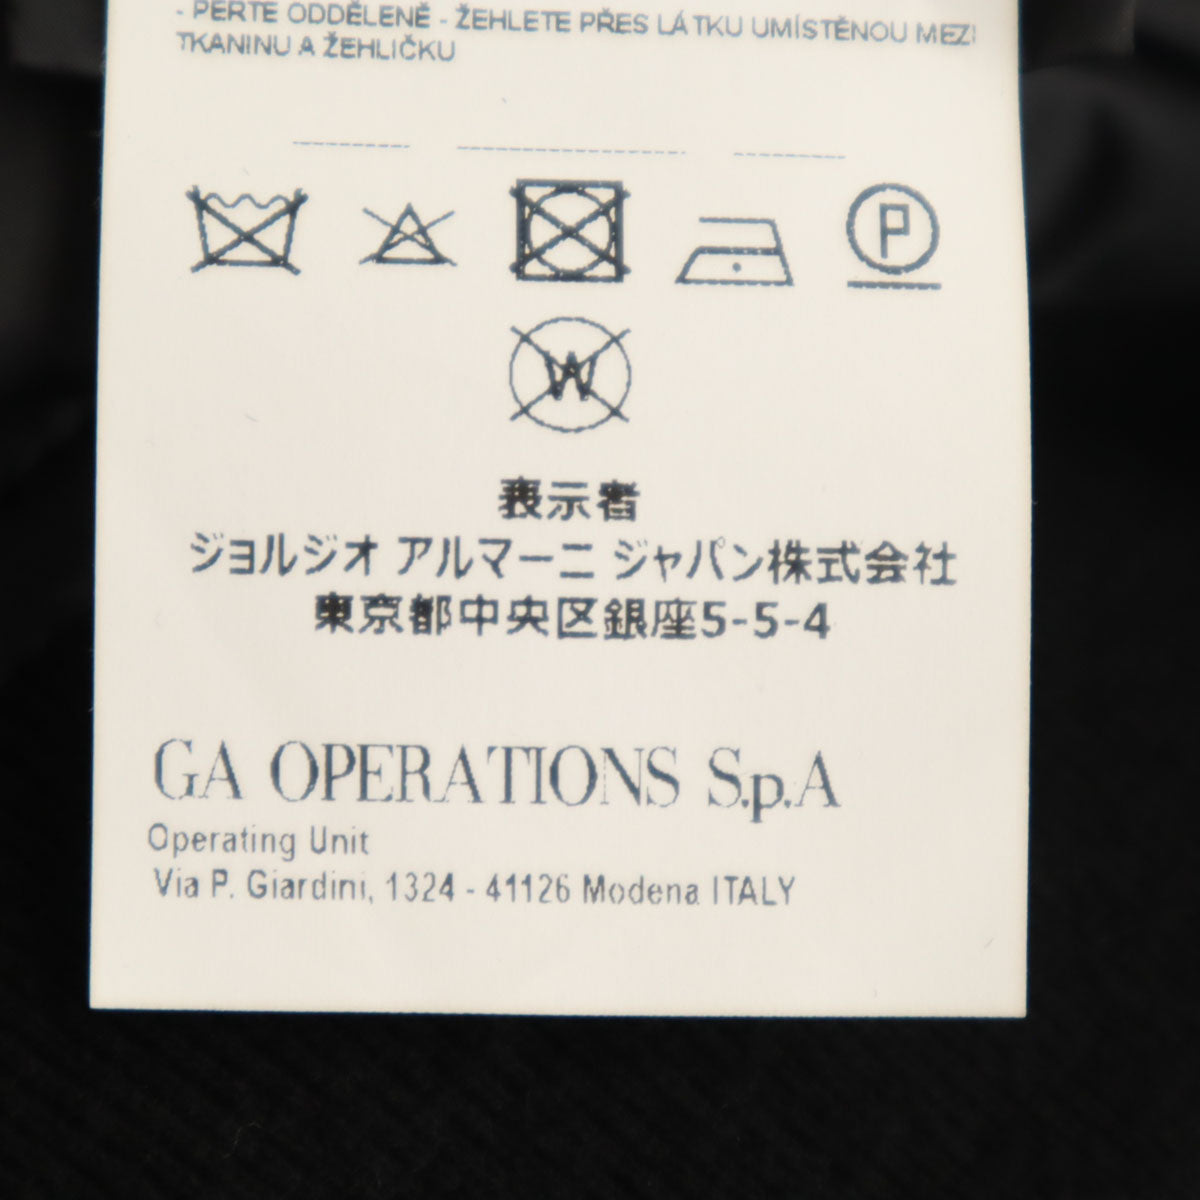 - PERTE ODDĚLENĚ - ŽEHLETE PŘES LÁTKU UMÍSTĚNOU MEZI
TKANINU A ŽEHLIČKU
P
W
表示者
ジョルジオ アルマーニ ジャパン株式会社
東京都中央区銀座5-5-4
GA OPERATIONS S.p.A
Operating Unit
Via P. Giardini, 1324 - 41126 Modena ITALY